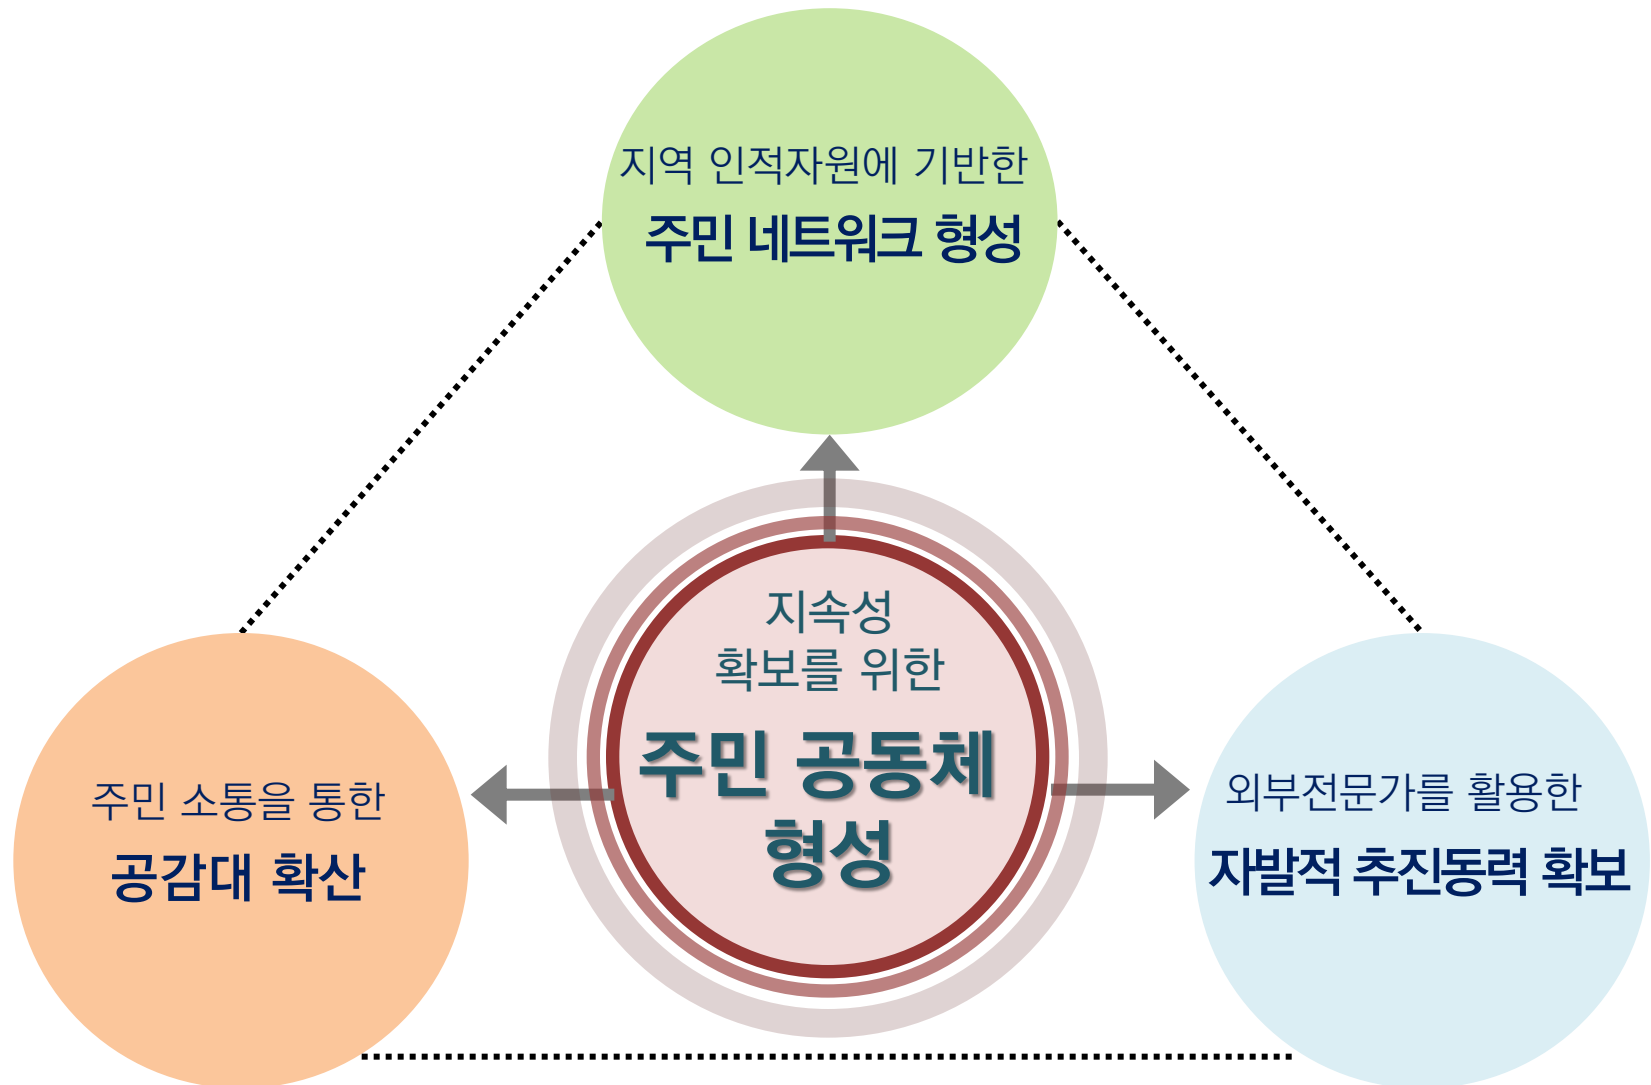 지역 인적자원에 기반한
주민 네트워크 형성
지속성
확보를 위한
주민 공동체
형성
주민 소통을 통한
공감대 확산
외부전문가를 활용한
자발적 추진동력 확보